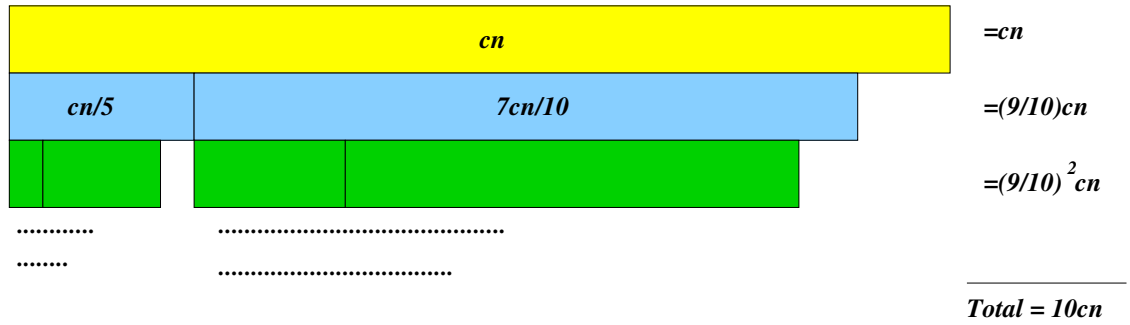 cn =cn
cn/5 7cn/10 =(9/10)cn
=(9/10)²cn
............ ...........................................
........ ...................................
Total = 10cn